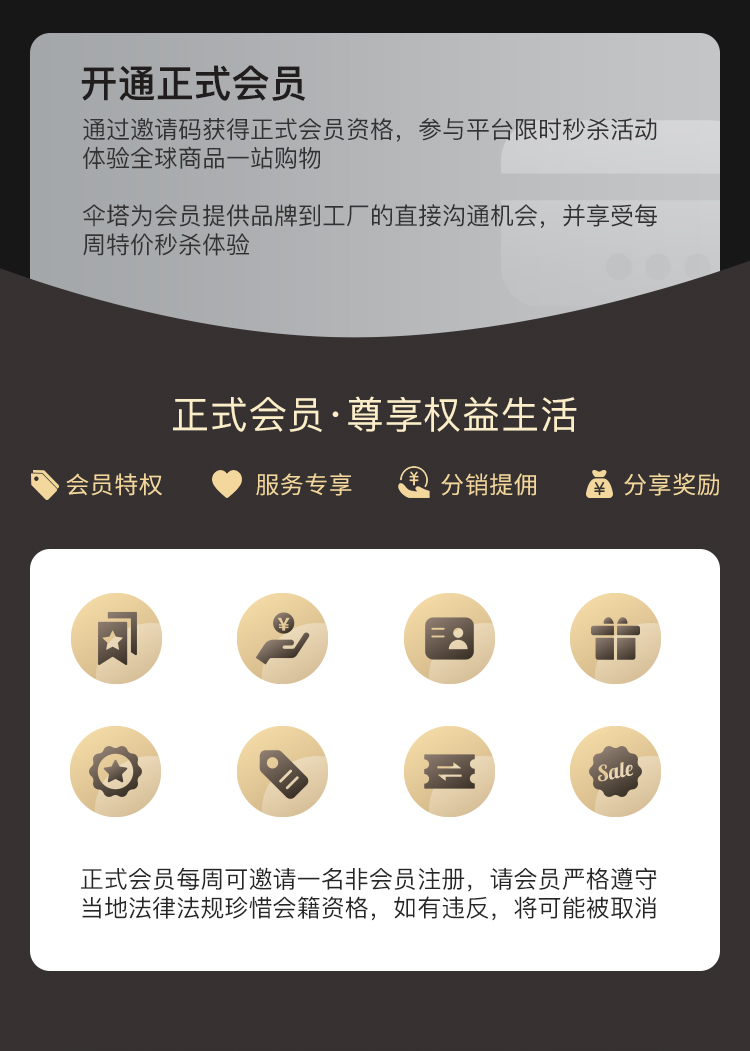 开通正式会员
通过邀请码获得正式会员资格，参与平台限时秒杀活动
体验全球商品一站购物
伞塔为会员提供品牌到工厂的直接沟通机会，并享受每
周特价秒杀体验
正式会员·尊享权益生活
会员特权
服务专享
分销提佣
分享奖励
¥
¥
¥
Sale
正式会员每周可邀请一名非会员注册，请会员严格遵守
当地法律法规珍惜会籍资格，如有违反，将可能被取消